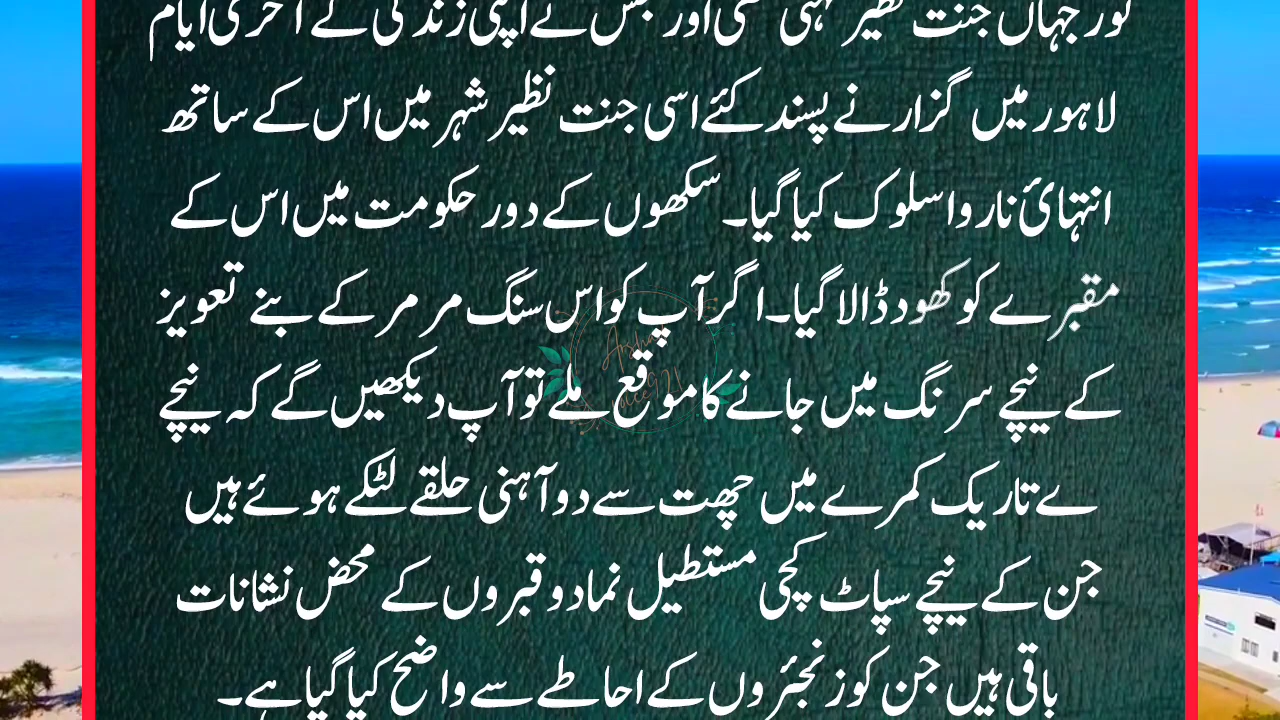 نور جہاں جنت نظیر کہتی تھی اور جس نے اپنی زندگی کے آخری ایام
لاہور میں گزارنے پسند کئے اسی جنت نظیر شہر میں اس کے ساتھ
انتہائ ناروا سلوک کیا گیا۔ سکھوں کے دور حکومت میں اس کے
مقبرے کو کھود ڈالا گیا۔ اگر آپ کو اس سنگ مرمر کے بنے تعویز
کے نیچے سرنگ میں جانے کا موقع ملے تو آپ دیکھیں گے کہ نیچے
ے تاریک کمرے میں چھت سے دو آہنی حلقے لٹکے ہوئے ہیں
جن کے نیچے سپاٹ کچی مستطیل نما دو قبروں کے محض نشانات
باقی ہیں جن کو زنجئروں کے احاطے سے واضح کیا گیا ہے۔